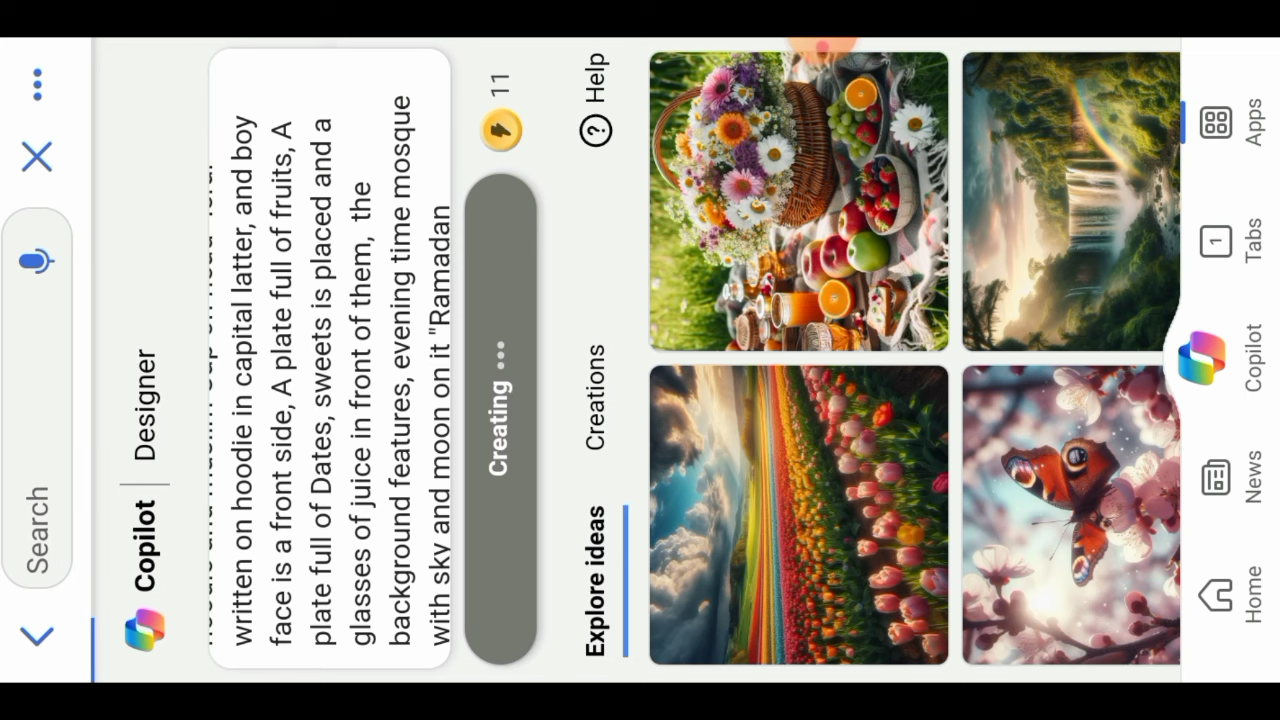 Search
Copilot | Designer
written on hoodie in capital latter, and boy
face is a front side, A plate full of fruits, A
plate full of Dates, sweets is placed and a
glasses of juice in front of them, the
background features, evening time mosque
with sky and moon on it "Ramadan
Creating
11
Explore ideas
Creations
Help
Home
News
Copilot
1
Tabs
Apps